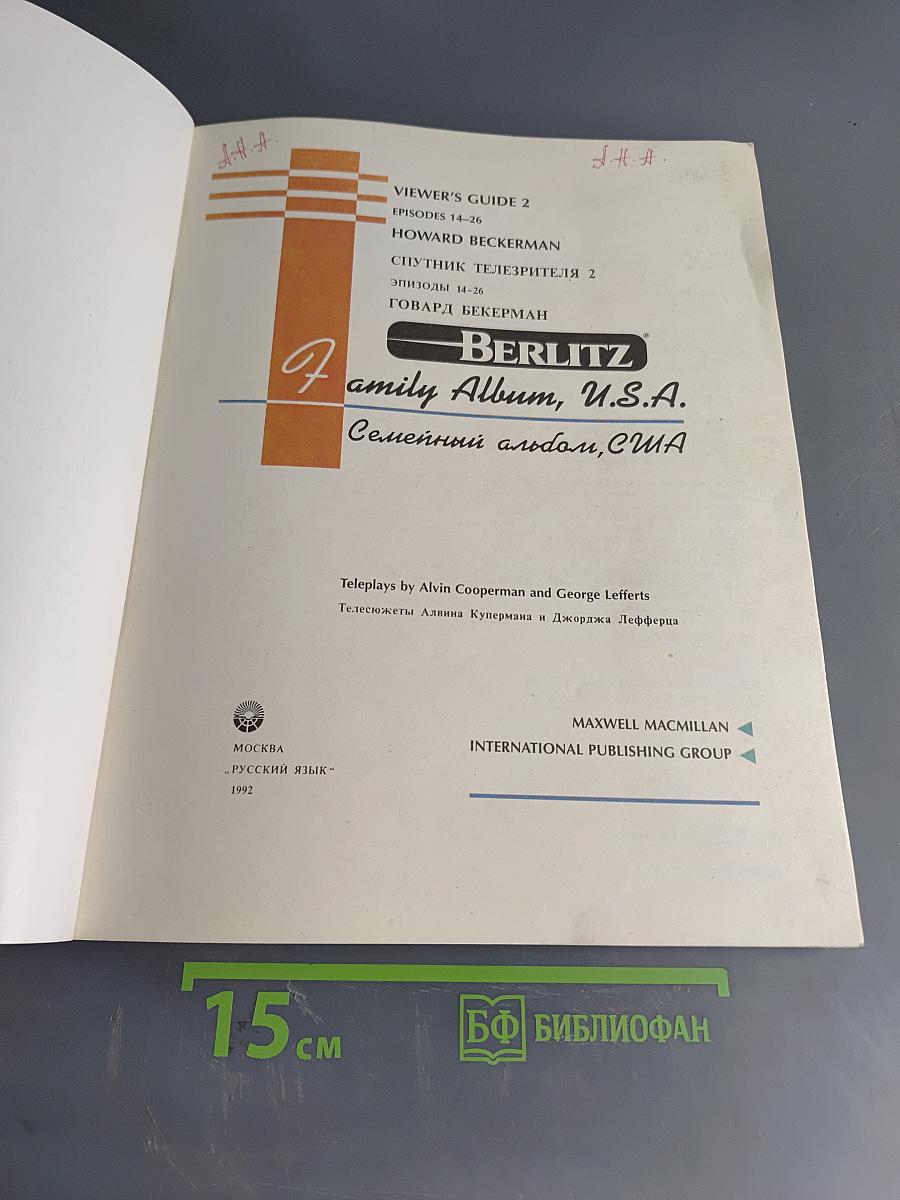 А.Н.А.
А.Н.А.
VIEWER'S GUIDE 2
EPISODES 14–26
HOWARD BECKERMAN
СПУТНИК ТЕЛЕЗРИТЕЛЯ 2
ЭПИЗОДЫ 14-26
ГОВАРД БЕКЕРМАН
BERLITZ®
Family Album, U.S.A.
Семейный альбом, США
Teleplays by Alvin Cooperman and George Lefferts
Телесюжеты Алвина Купермана и Джорджа Лефферца
MAXWELL MACMILLAN
INTERNATIONAL PUBLISHING GROUP
МОСКВА
„РУССКИЙ ЯЗЫК“
1992
15 см
БФ БИБЛИОФАН